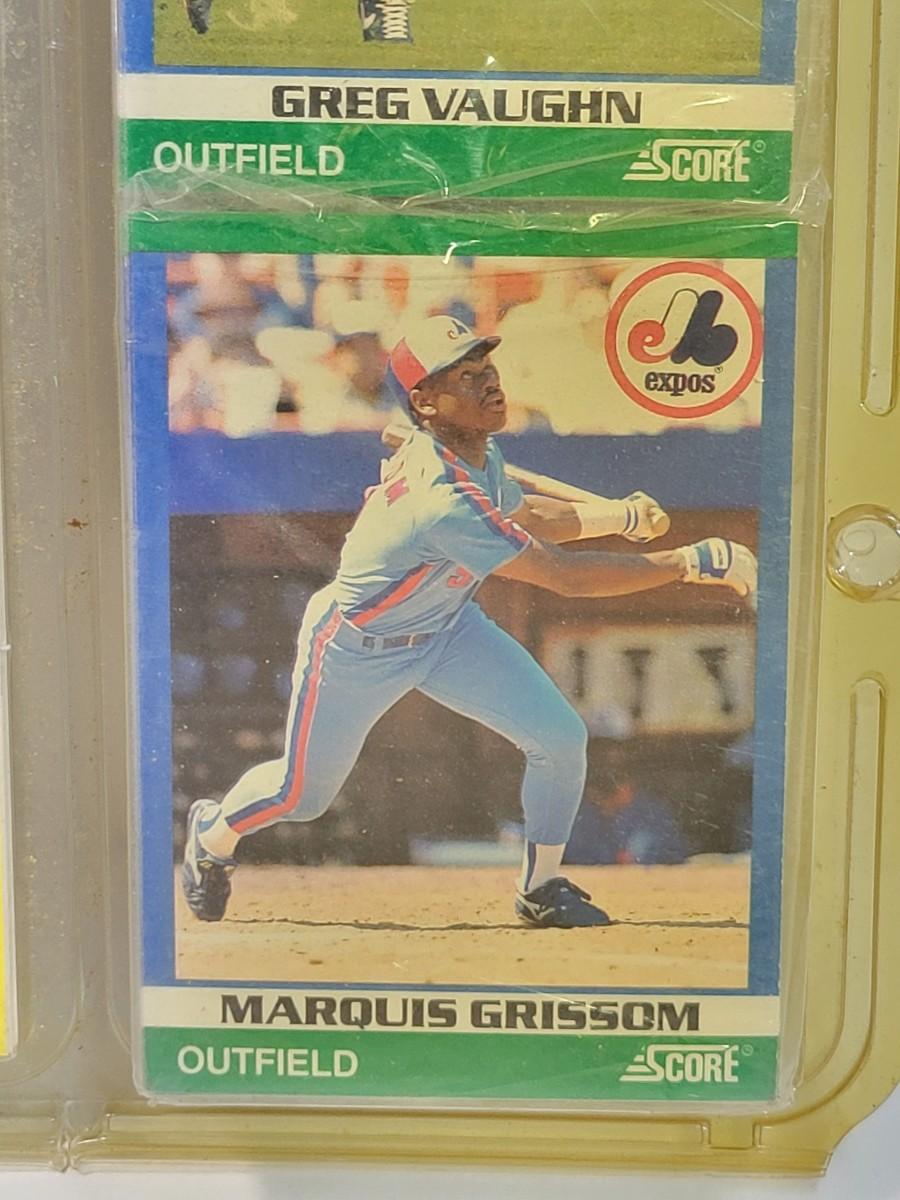 GREG VAUGHN
OUTFIELD
SCORE®
expos®
MARQUIS GRISSOM
OUTFIELD
SCORE®